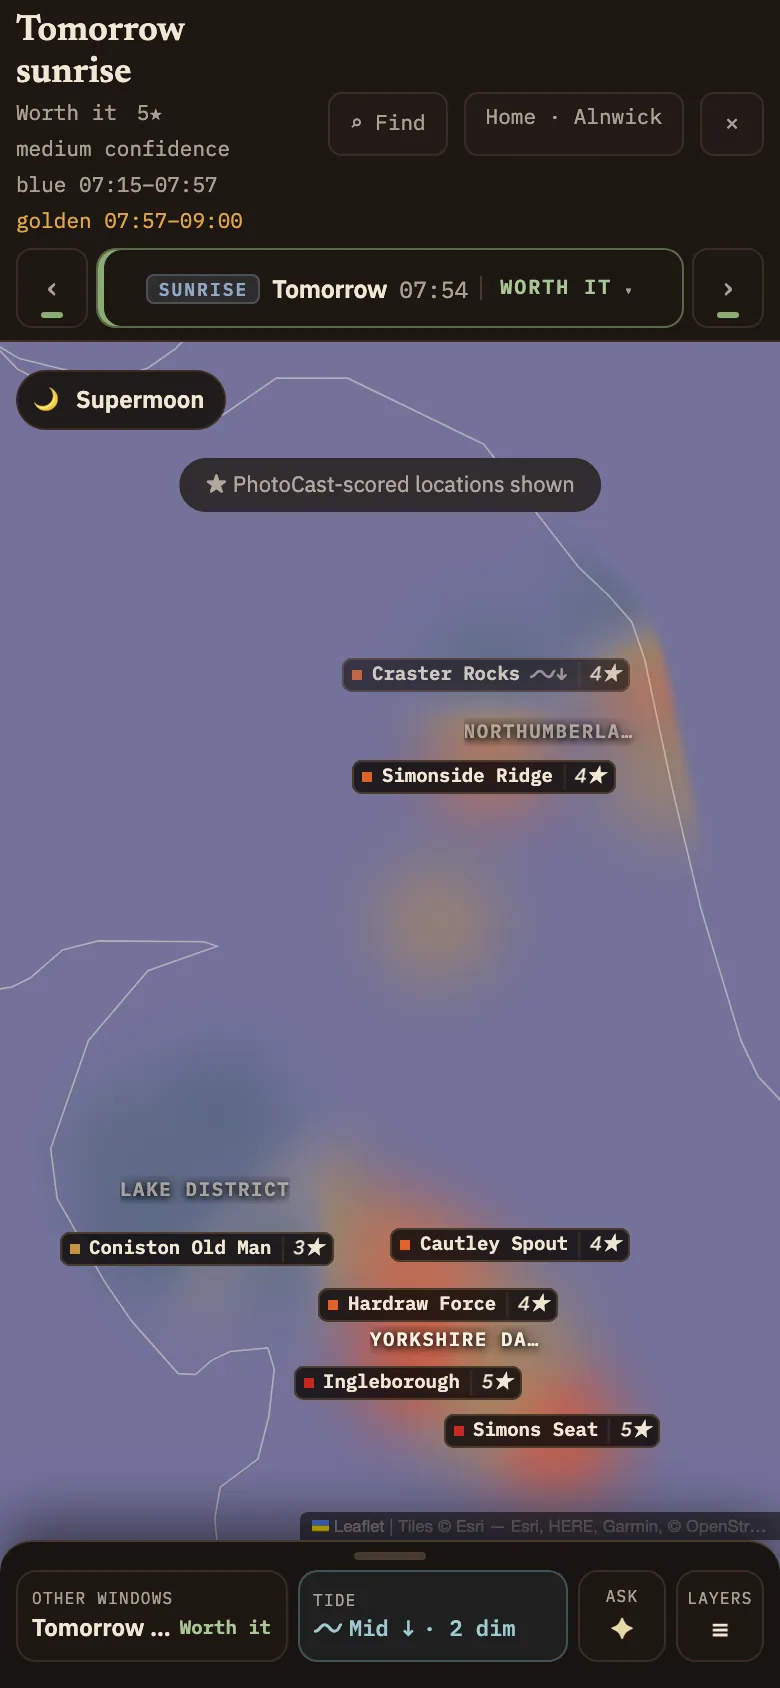 Tomorrow
sunrise
Worth it 5★
medium confidence
blue 07:15–07:57
golden 07:57–09:00
⌕ Find
Home · Alnwick
×
‹
SUNRISE Tomorrow 07:54 | WORTH IT ▾
›
🌙 Supermoon
★ PhotoCast-scored locations shown
Craster Rocks ↓ 4★
NORTHUMBERLA…
Simonside Ridge 4★
LAKE DISTRICT
Coniston Old Man 3★
Cautley Spout 4★
Hardraw Force 4★
YORKSHIRE DA…
Ingleborough 5★
Simons Seat 5★
Leaflet | Tiles © Esri — Esri, HERE, Garmin, © OpenStr…
OTHER WINDOWS
Tomorrow … Worth it
TIDE
Mid ↓ · 2 dim
ASK
✦
LAYERS
≡